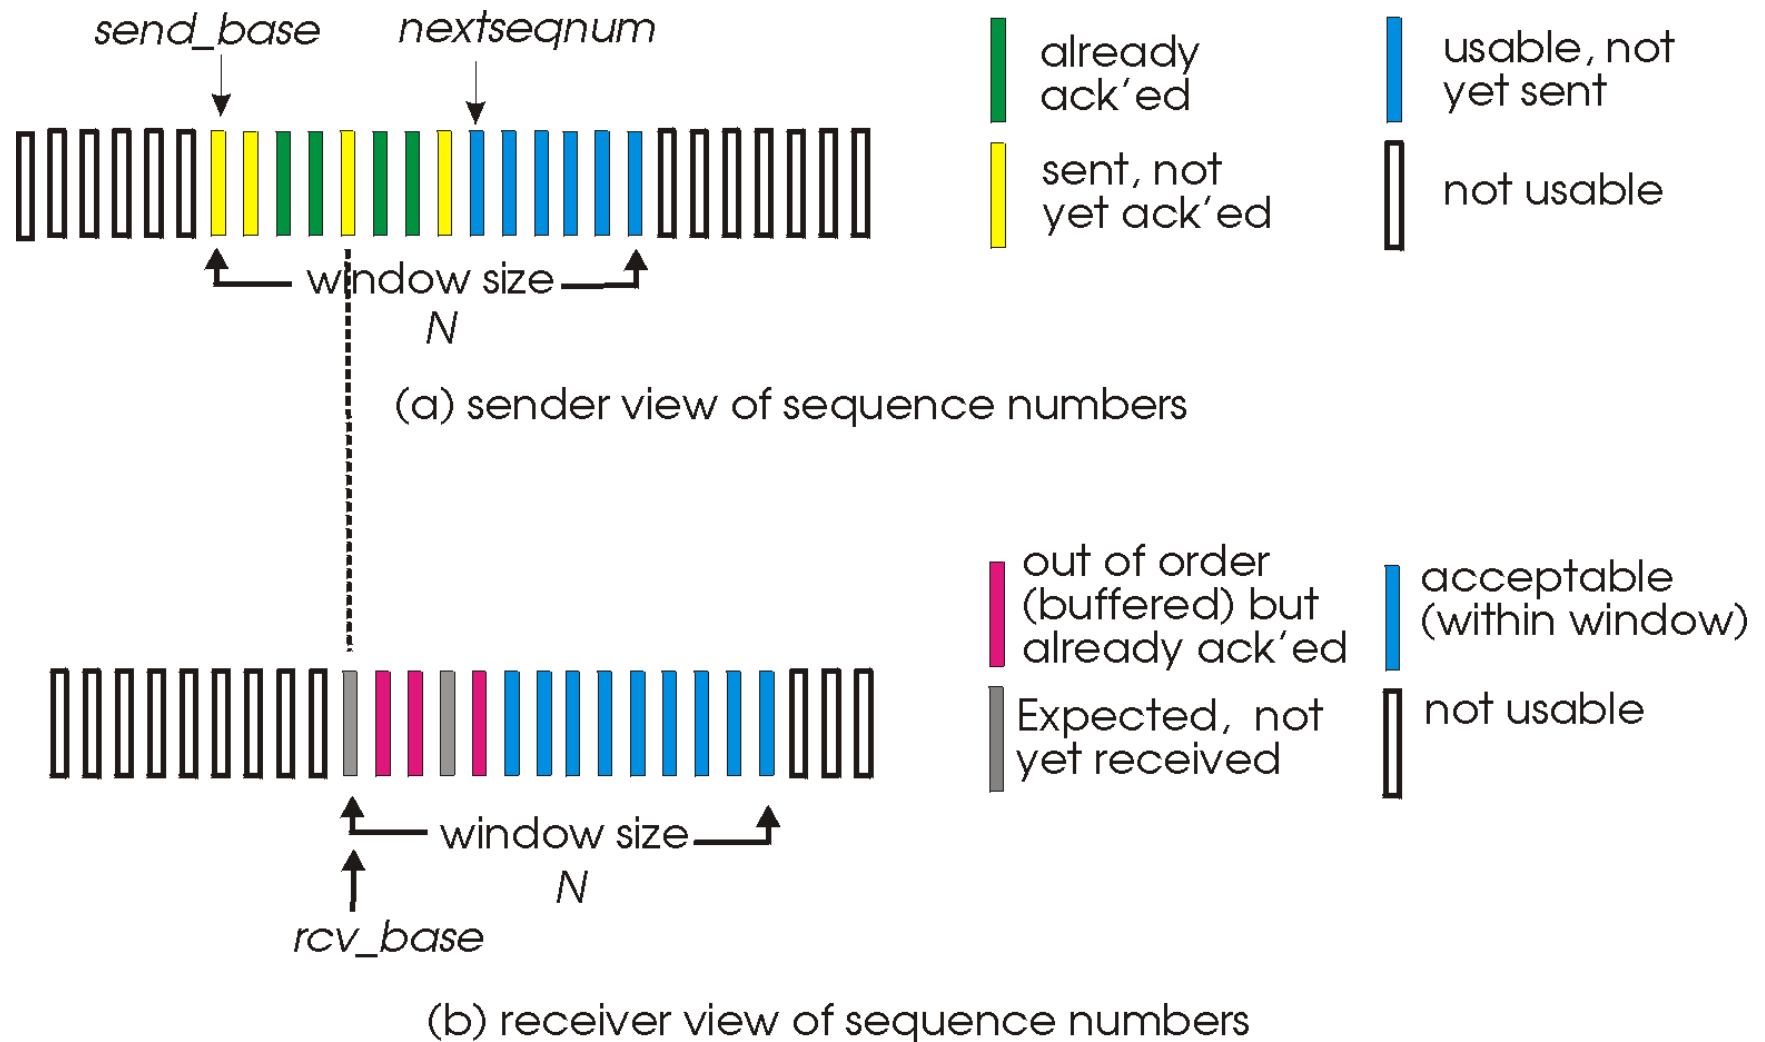 send_base
nextseqnum
already
ack'ed
usable, not
yet sent
sent, not
yet ack'ed
not usable
window size
N
(a) sender view of sequence numbers
out of order
(buffered) but
already ack'ed
acceptable
(within window)
Expected, not
yet received
not usable
window size
N
rcv_base
(b) receiver view of sequence numbers